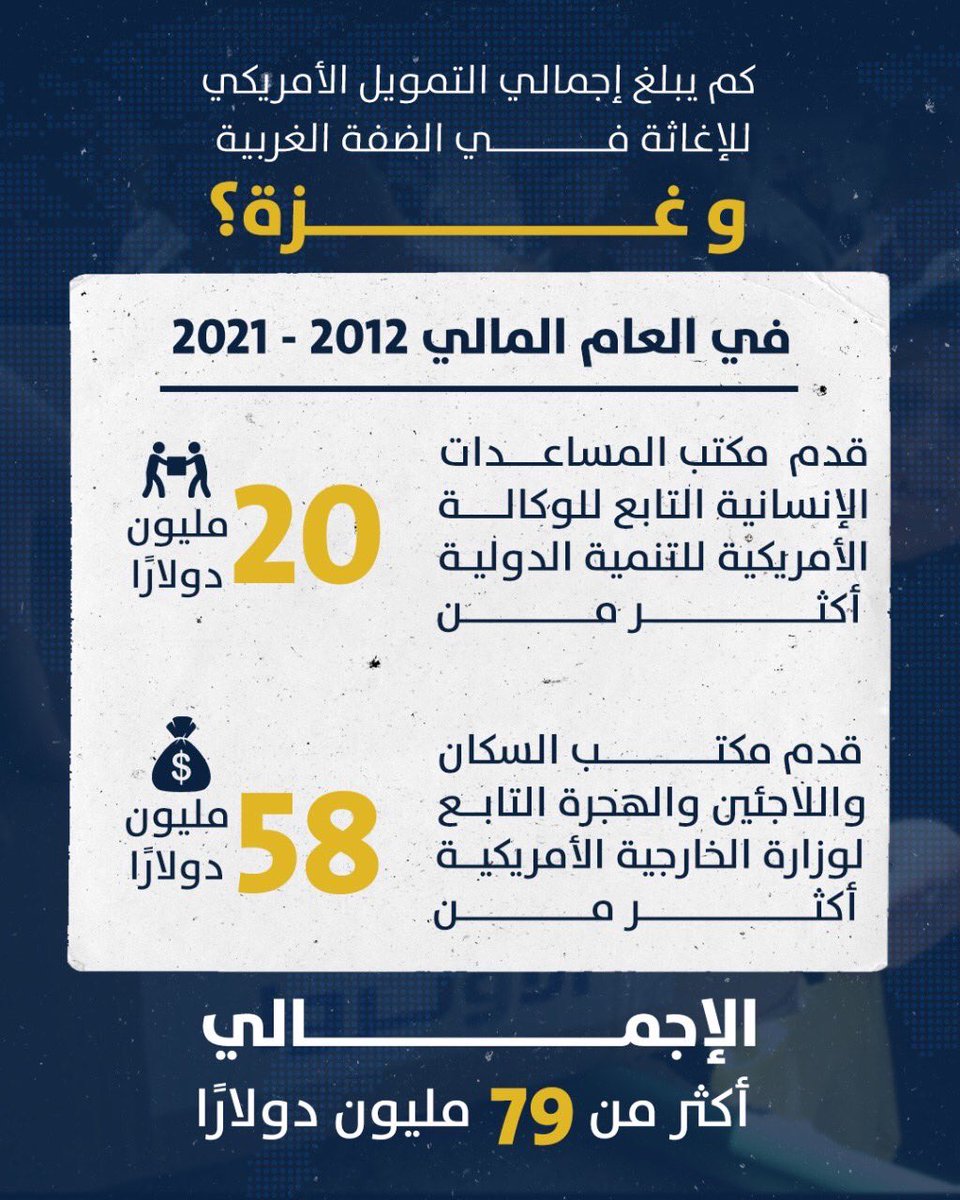 كم يبلغ إجمالي التمويل الأمريكي
للإغاثة في الضفة الغربية
وغزة؟
في العام المالي 2012 - 2021
قدم مكتب المساعدات
الإنسانية التابع للوكالة
الأمريكية للتنمية الدولية
أكثر من
20
مليون
دولارًا
قدم مكتب السكان
واللاجئين والهجرة التابع
لوزارة الخارجية الأمريكية
أكثر من
$
58
مليون
دولارًا
الإجمالي
أكثر من 79 مليون دولارًا